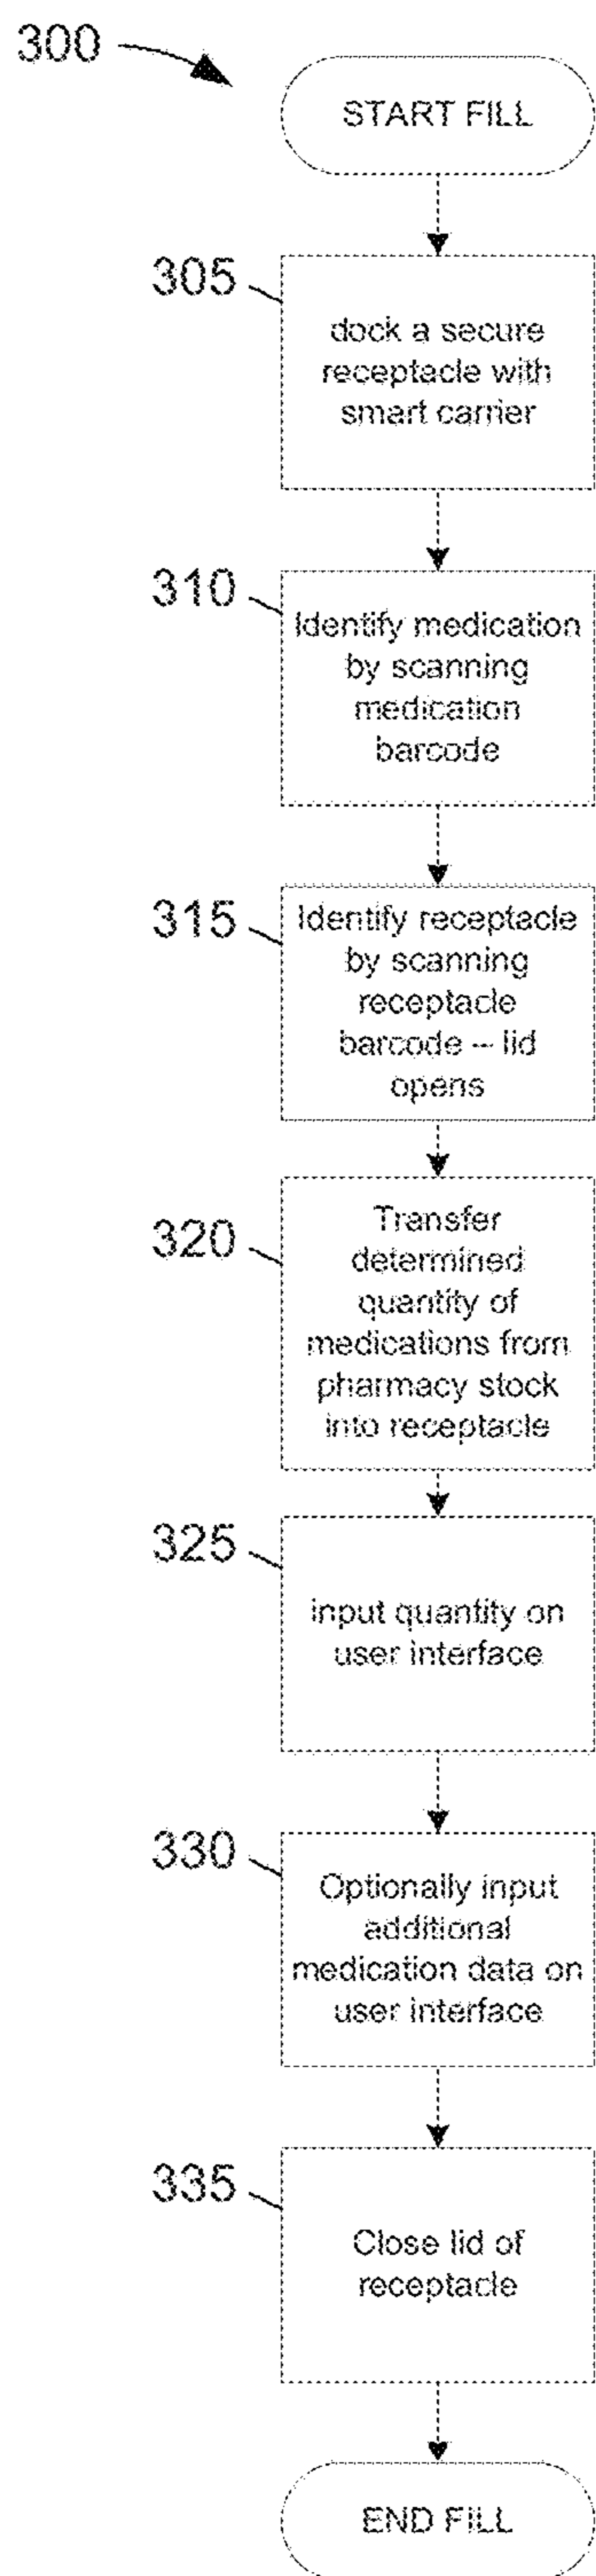 300
START FILL
305
dock a secure
receptacle with
smart carrier
310
Identify medication
by scanning
medication
barcode
315
Identify receptacle
by scanning
receptacle
barcode – lid
opens
320
Transfer
determined
quantity of
medications from
pharmacy stock
into receptacle
325
input quantity on
user interface
330
Optionally input
additional
medication data on
user interface
335
Close lid of
receptacle
END FILL